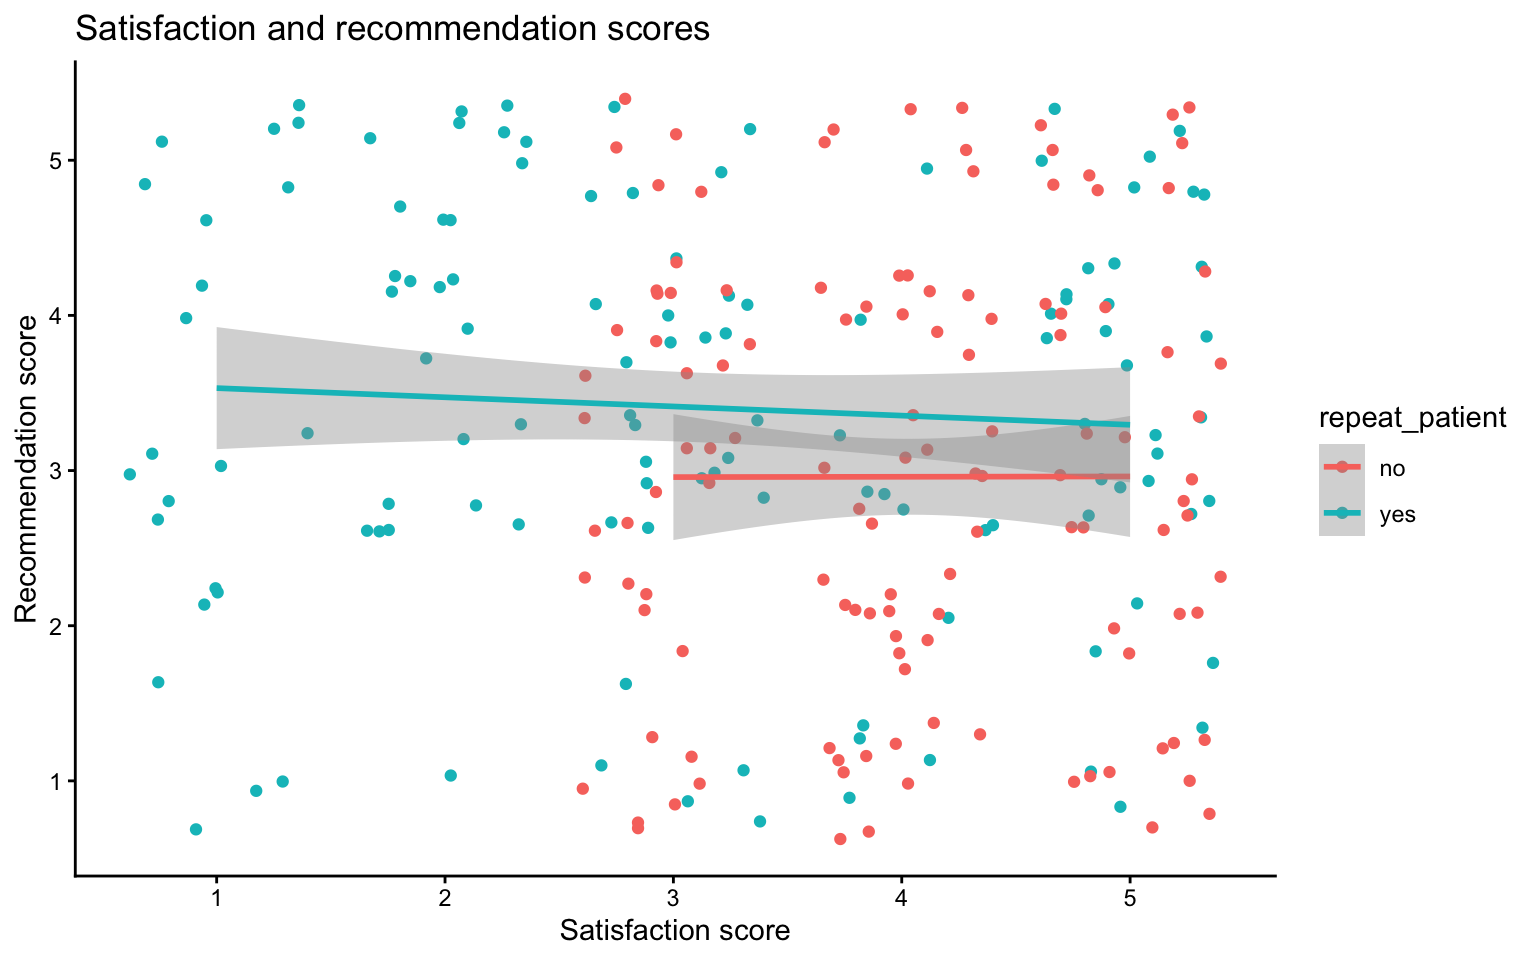 Satisfaction and recommendation scores
Recommendation score
5
4
3
2
1
1 2 3 4 5
Satisfaction score
repeat_patient
no
yes